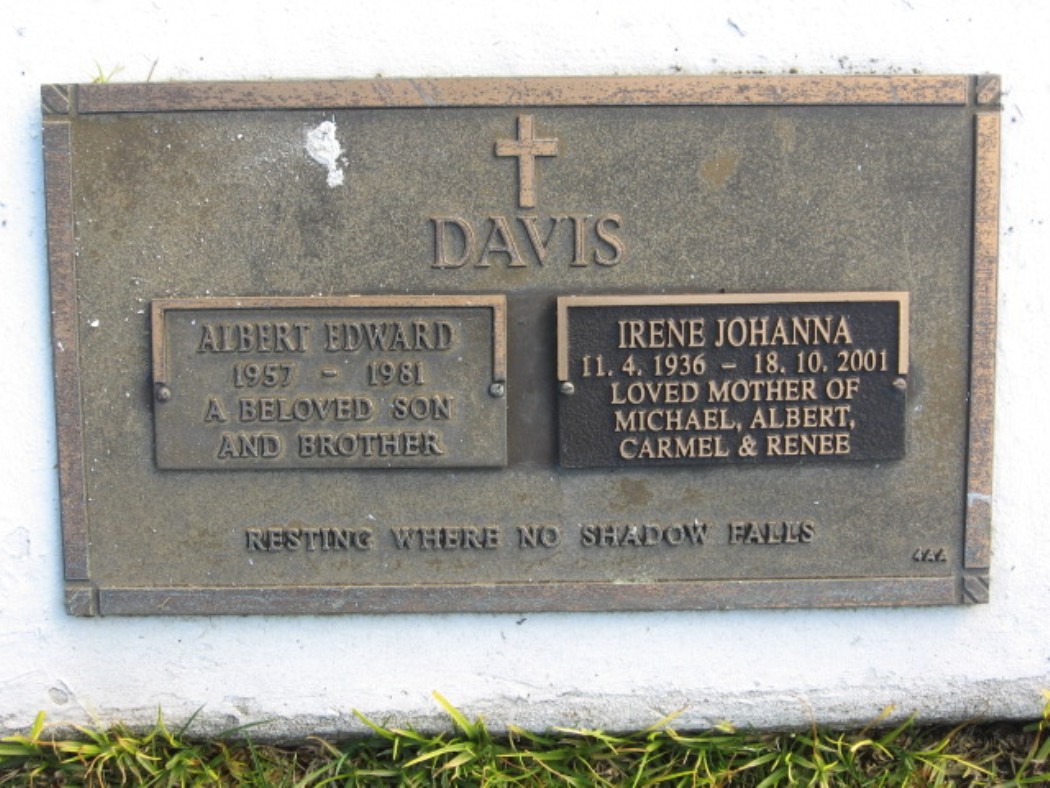 DAVIS
ALBERT EDWARD
1957 - 1981
A BELOVED SON
AND BROTHER
IRENE JOHANNA
11. 4. 1936 - 18. 10. 2001
LOVED MOTHER OF
MICHAEL, ALBERT,
CARMEL & RENEE
RESTING WHERE NO SHADOW FALLS
4AA